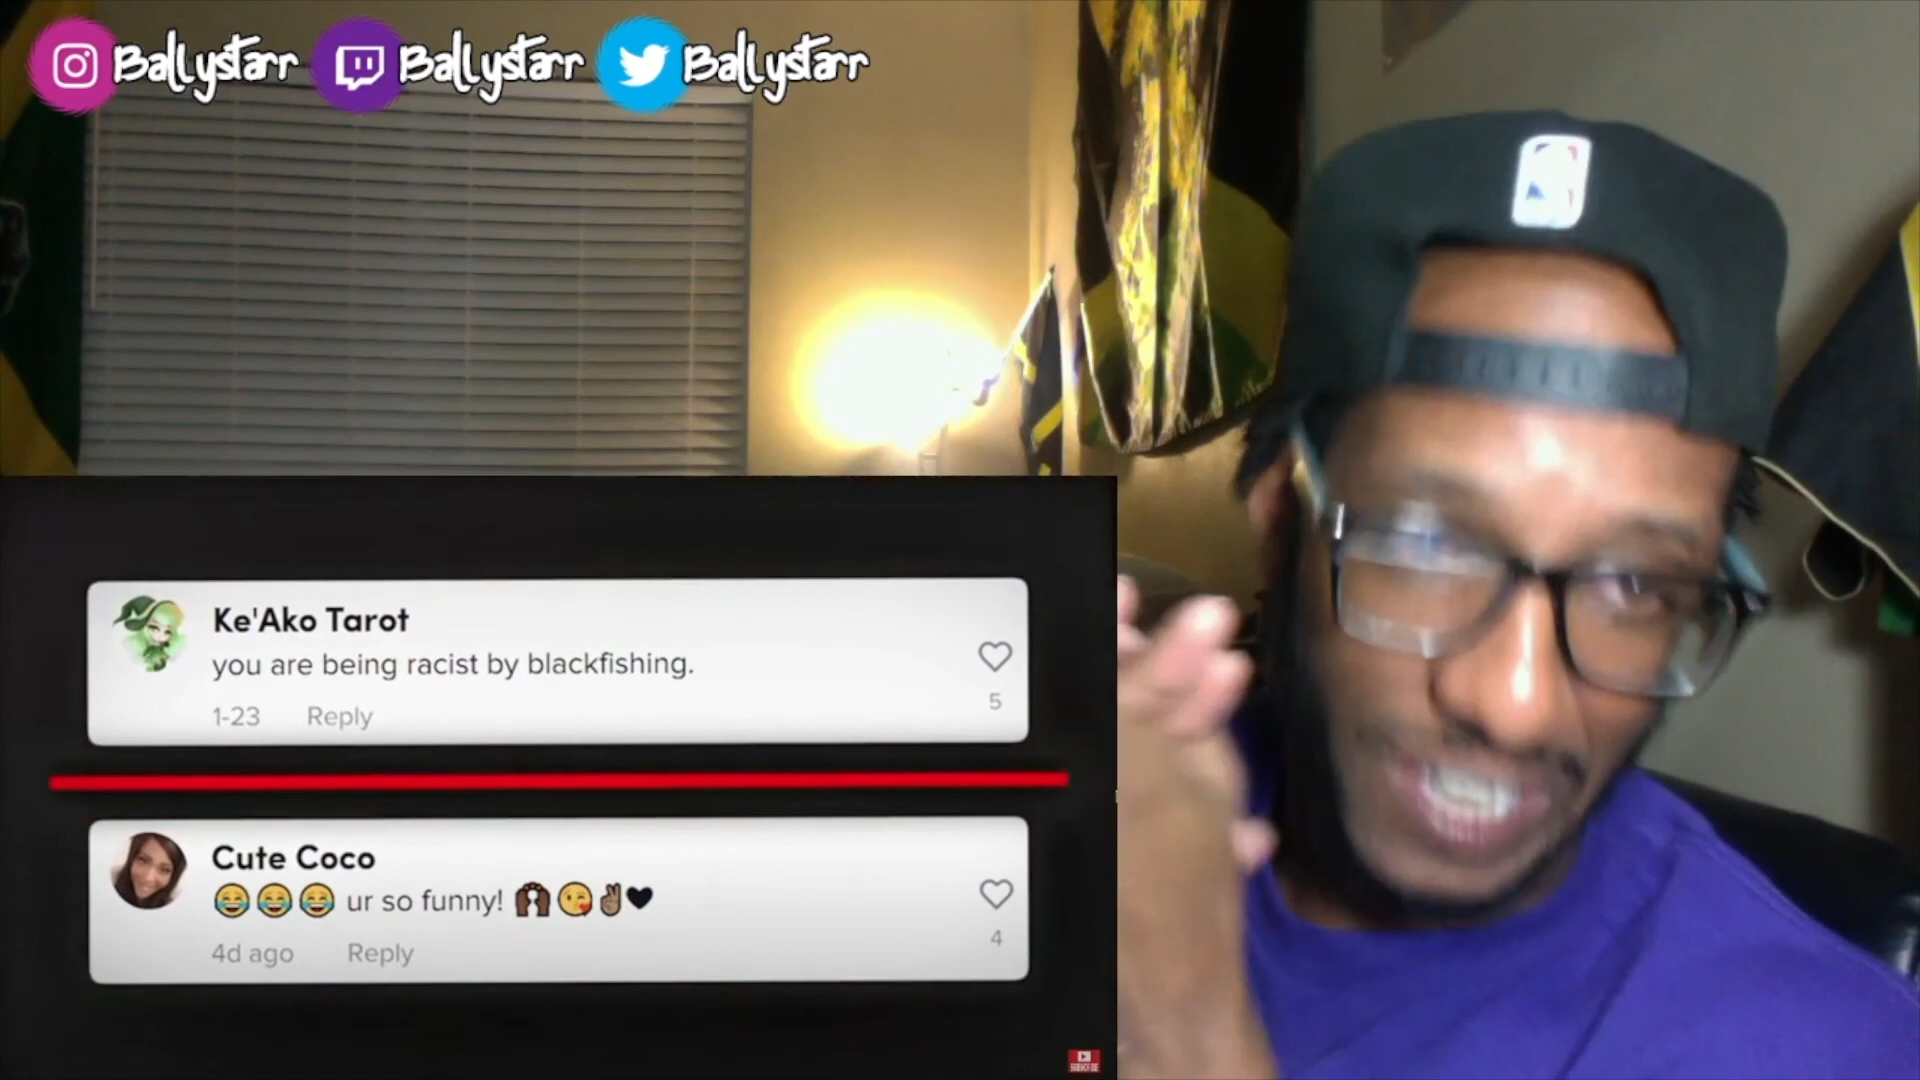 Ballystarr Ballystarr Ballystarr
Ke'Ako Tarot
you are being racist by blackfishing.
5
1-23 Reply
Cute Coco
😂😂😂 ur so funny! 🙌🏾😘✌🏽🖤
4d ago Reply
4
SUBSCRIBE